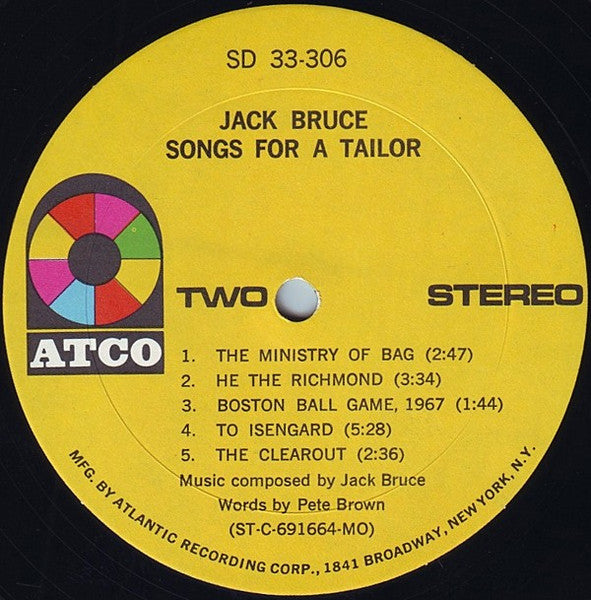 SD 33-306
JACK BRUCE
SONGS FOR A TAILOR
ATCO
TWO
STEREO
1. THE MINISTRY OF BAG (2:47)
2. HE THE RICHMOND (3:34)
3. BOSTON BALL GAME, 1967 (1:44)
4. TO ISENGARD (5:28)
5. THE CLEAROUT (2:36)
Music composed by Jack Bruce
Words by Pete Brown
(ST-C-691664-MO)
MFG. BY ATLANTIC RECORDING CORP., 1841 BROADWAY, NEW YORK, N.Y.